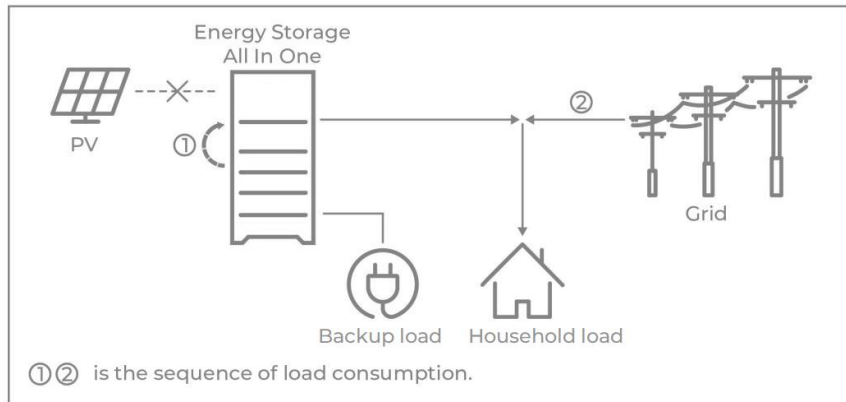 Energy Storage
All In One
PV
①
②
Grid
Backup load
Household load
①② is the sequence of load consumption.